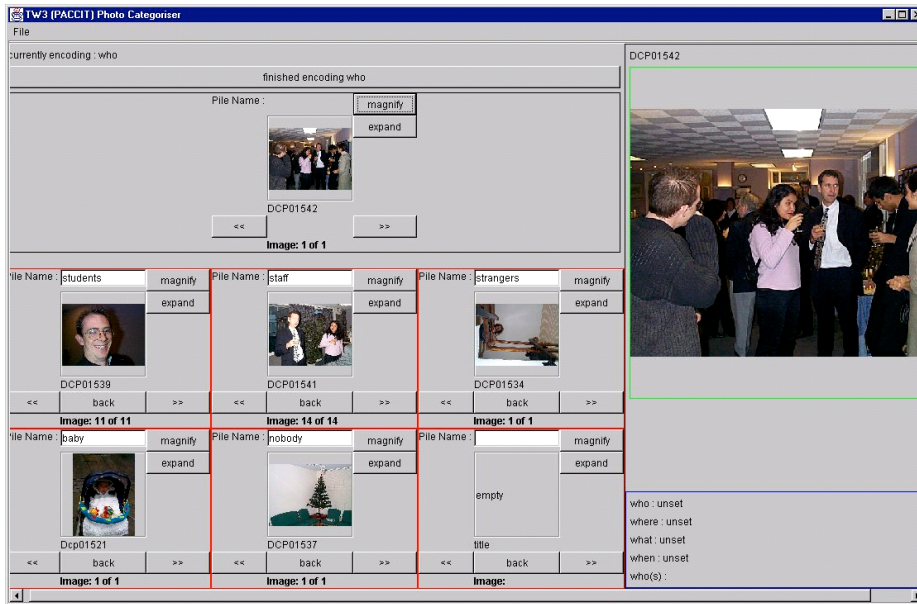 TW3 (PACCIT) Photo Categoriser
File
currently encoding : who
finished encoding who
Pile Name :
magnify
expand
DCP01542
<< >>
Image: 1 of 1
Pile Name : students magnify
expand
DCP01539
<< back >>
Image: 11 of 11
Pile Name : staff magnify
expand
DCP01541
<< back >>
Image: 14 of 14
Pile Name : strangers magnify
expand
DCP01534
<< back >>
Image: 1 of 1
Pile Name : baby magnify
expand
Dcp01521
<< back >>
Image: 1 of 1
Pile Name : nobody magnify
expand
DCP01537
<< back >>
Image: 1 of 1
Pile Name : magnify
expand
empty
title
<< back >>
Image:
DCP01542
who : unset
where : unset
what : unset
when : unset
who(s) :